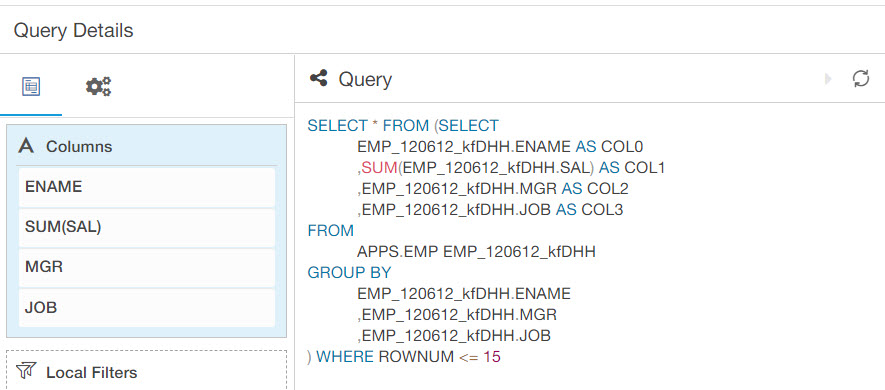 Query Details
Columns
ENAME
SUM(SAL)
MGR
JOB
Local Filters
Query
SELECT * FROM (SELECT
EMP_120612_kfDHH.ENAME AS COL0
,SUM(EMP_120612_kfDHH.SAL) AS COL1
,EMP_120612_kfDHH.MGR AS COL2
,EMP_120612_kfDHH.JOB AS COL3
FROM
APPS.EMP EMP_120612_kfDHH
GROUP BY
EMP_120612_kfDHH.ENAME
,EMP_120612_kfDHH.MGR
,EMP_120612_kfDHH.JOB
) WHERE ROWNUM <= 15